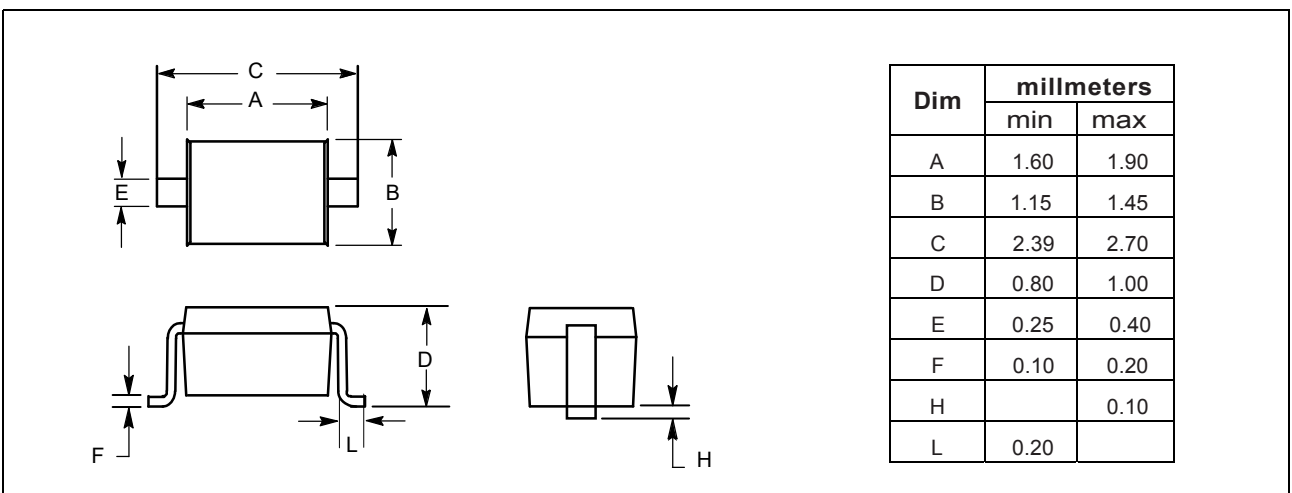 C
A
E
B
D
F
L
H
Dim millmeters
min max
A 1.60 1.90
B 1.15 1.45
C 2.39 2.70
D 0.80 1.00
E 0.25 0.40
F 0.10 0.20
H 0.10
L 0.20